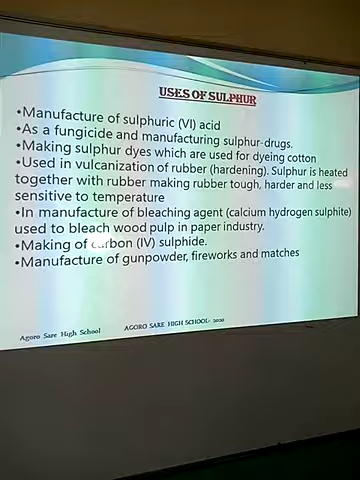 USES OF SULPHUR
•Manufacture of sulphuric (VI) acid
•As a fungicide and manufacturing sulphur-drugs.
•Making sulphur dyes which are used for dyeing cotton
•Used in vulcanization of rubber (hardening). Sulphur is heated
together with rubber making rubber tough, harder and less
sensitive to temperature
•In manufacture of bleaching agent (calcium hydrogen sulphite)
used to bleach wood pulp in paper industry.
•Making of carbon (IV) sulphide.
•Manufacture of gunpowder, fireworks and matches
Agoro Sare High School
AGORO SARE HIGH SCHOOL- 2020